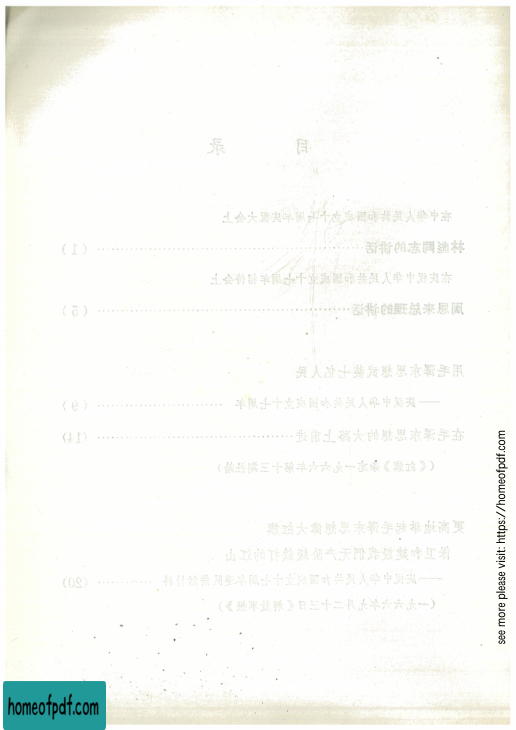 目 录
在中华人民共和国成立十七周年庆祝大会上
林彪同志的讲话 …… (1)
在庆祝中华人民共和国成立十七周年招待会上
周恩来总理的讲话 …… (5)
用毛泽东思想武装七亿人民
——庆祝中华人民共和国成立十七周年 …… (9)
在毛泽东思想的大路上前进 …… (14)
(《红旗》杂志一九六六年第十三期社论)
更高地举起毛泽东思想伟大红旗
保卫和建设我們无产阶级铁打的江山
——庆祝中华人民共和国成立十七周年 …… (20)
(一九六六年九月二十三日《解放军报》)
see more please visit: https://homeofpdf.com
homeofpdf.com